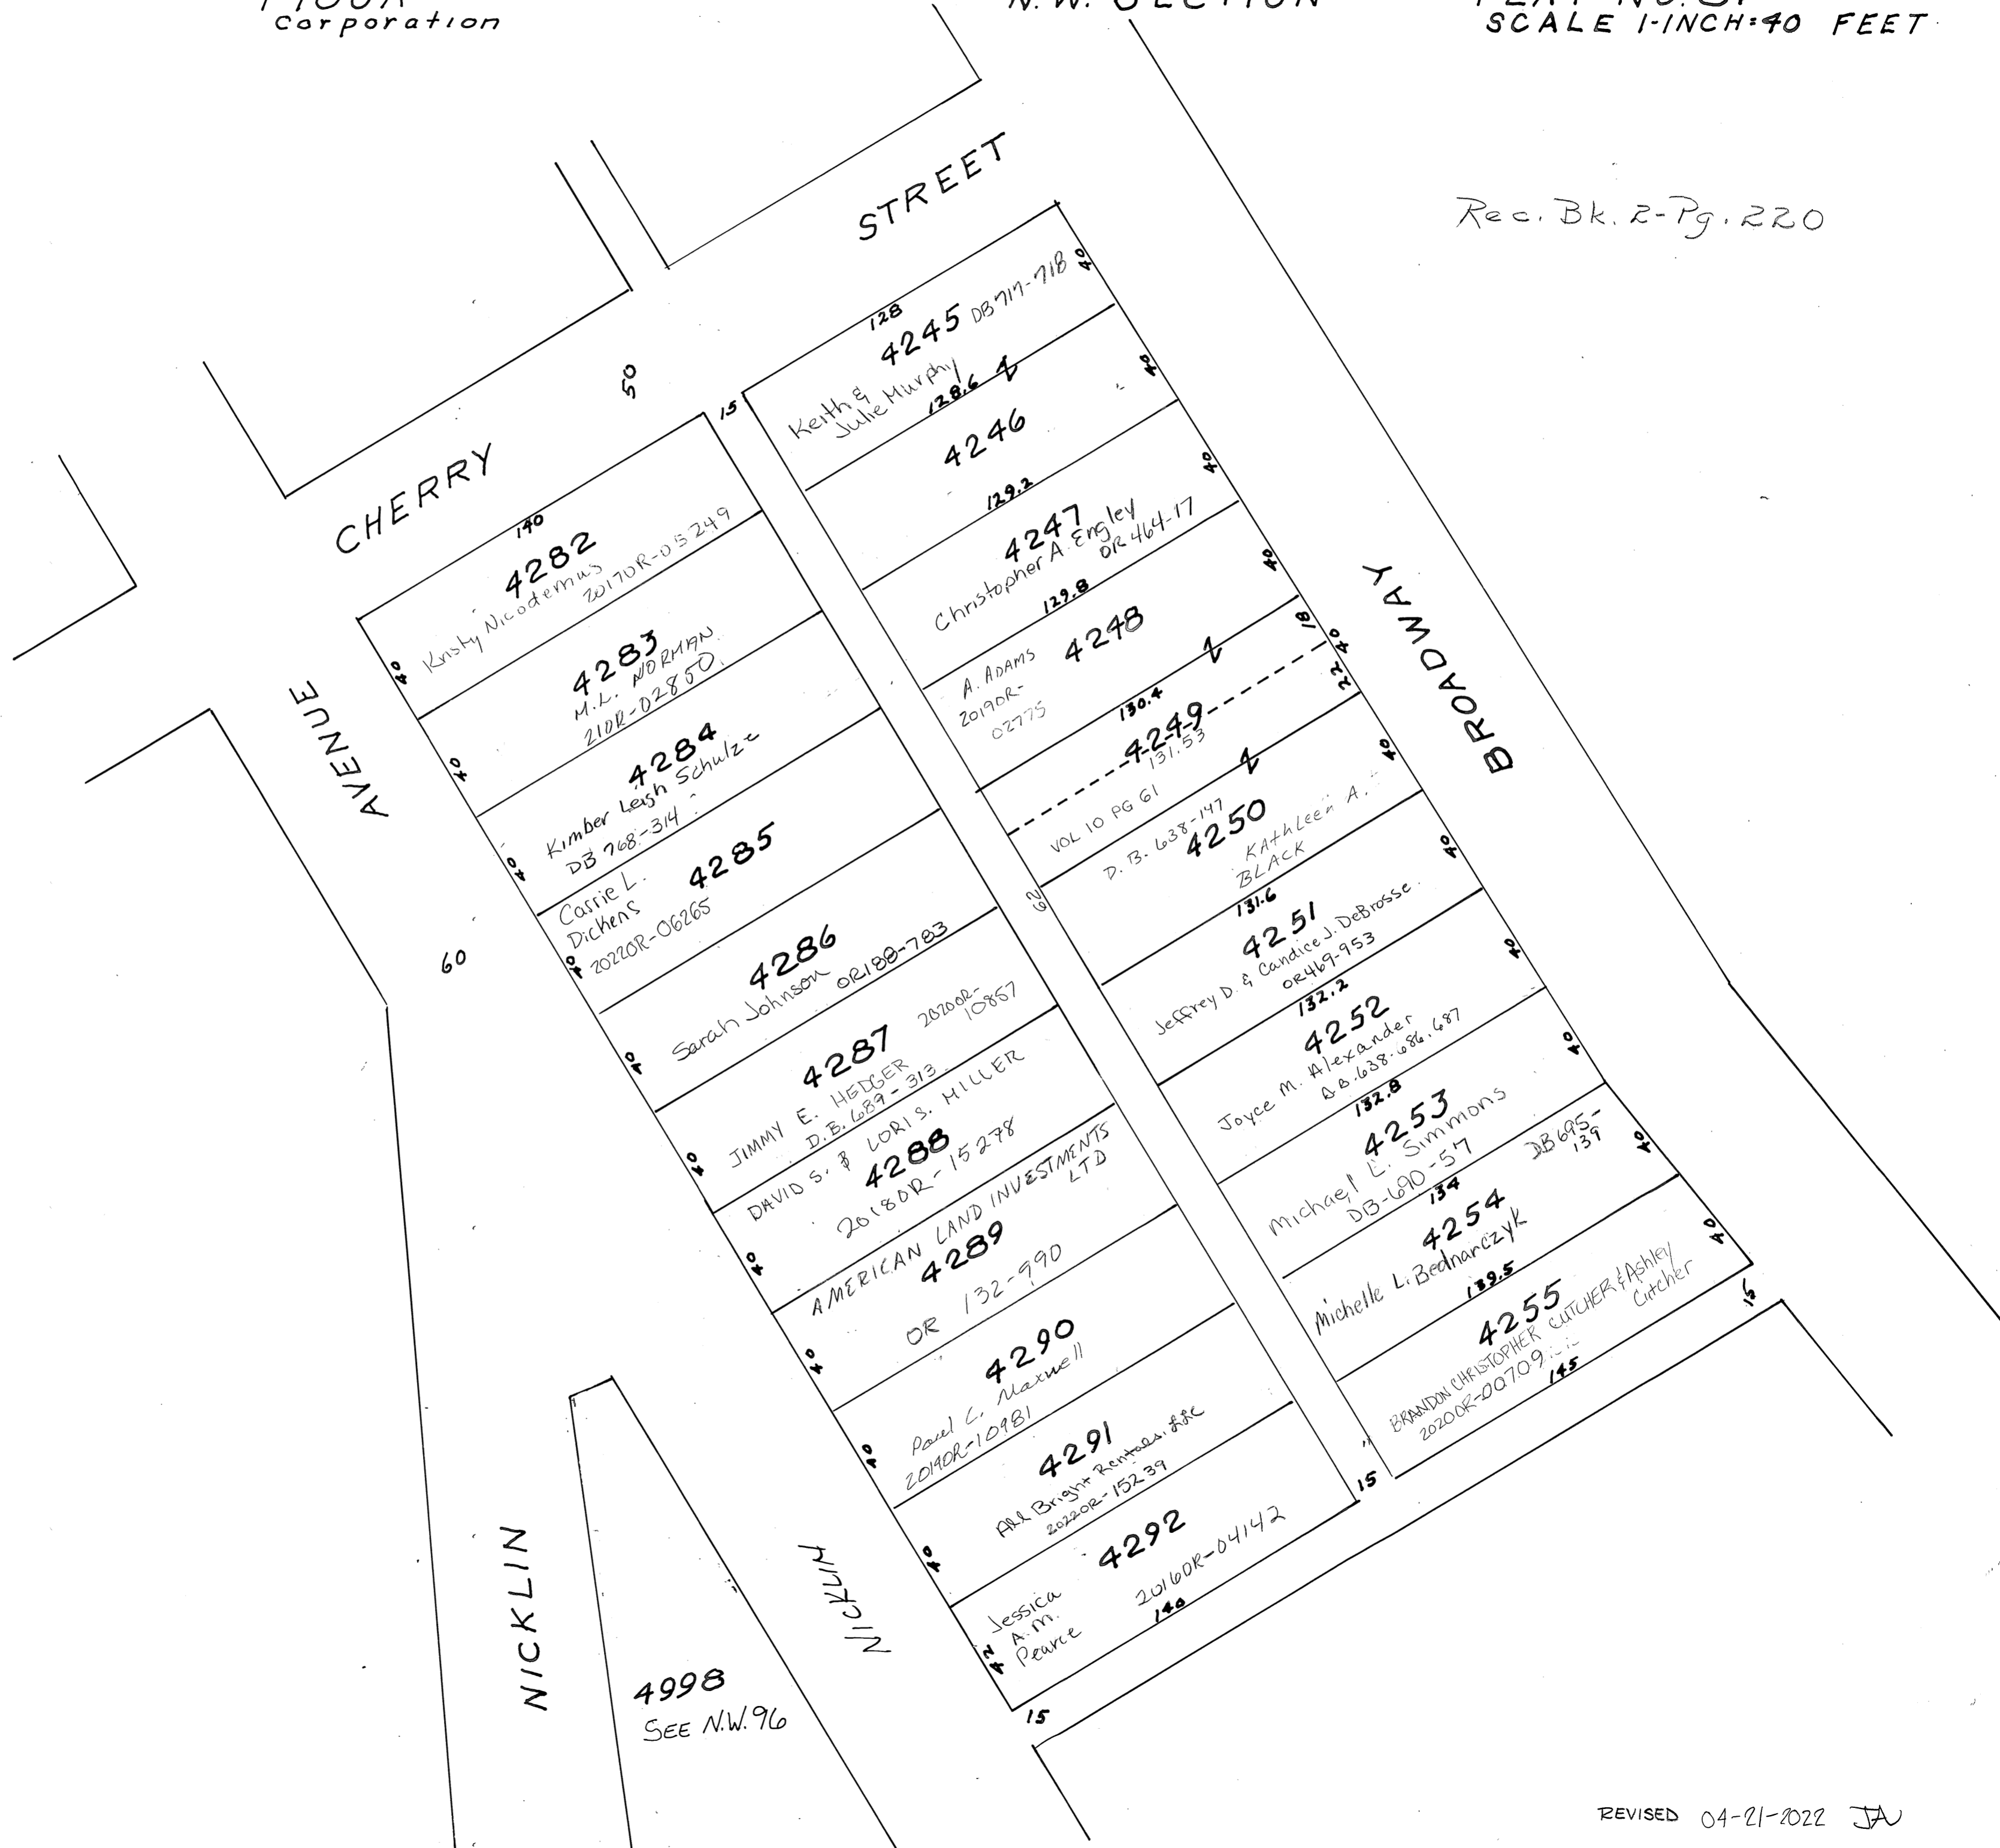 Corporation
N.W. SECTION
SCALE 1-INCH=40 FEET
Rec. Bk. 2-Pg. 220
CHERRY STREET
50
15
BROADWAY
NICKLIN AVENUE
60
NICKLIN
128
4245 DB 717-718
40
Keith &
Julie Murphy
128.6
4246
40
129.2
4247
40
Christopher A. Engley
OR 464-17
129.8
4248
40
A. ADAMS
2019OR-
02775
130.4
18
40
22
4249
131.53
VOL 10 PG 61
D.B. 638-147
4250
40
KAthLeen A.
BLACK
131.6
62
4251
40
Jeffrey D. & Candice J. DeBrosse
OR469-953
132.2
4252
40
Joyce M. Alexander
D.B. 638-686,687
132.8
4253
40
Michael E. Simmons
DB-690-57
134
DB 695-
139
4254
40
Michelle L. Bednarczyk
139.5
4255
40
BRANDON CHRISTOPHER CUTCHER & Ashley
Cutcher
2020OR-00709
145
15
15
140
4282
40
Kristy Nicodemus
2017OR-05249
4283
40
M.L. NORMAN
21OR-02850
4284
40
Kimber Leigh Schulze
DB 768-314
4285
40
Carrie L.
Dickens
2022OR-06265
4286
40
Sarah Johnson OR188-783
4287
40
2020OR-
10857
JIMMY E. HEDGER
D.B. 689-313
DAVID S. & LORI S. MILLER
4288
40
2018OR-15278
AMERICAN LAND INVESTMENTS
LTD
4289
40
OR 132-990
4290
40
Paul C. Maxwell
2019OR-10981
4291
40
All Bright Rentals, LLC
2022OR-15239
4292
42
Jessica
A.M.
Pearce
2016OR-04142
140
15
4998
SEE N.W. 96
REVISED 04-21-2022 JA